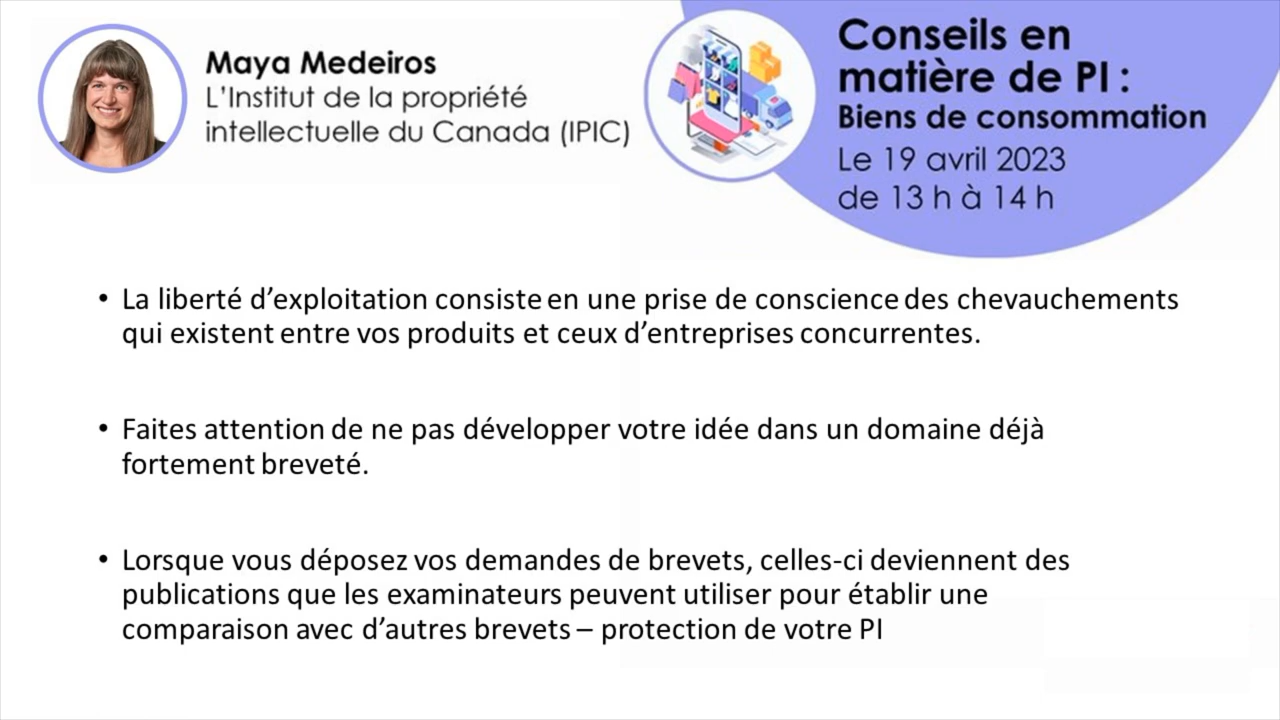 Maya Medeiros
L'Institut de la propriété
intellectuelle du Canada (IPIC)
Conseils en
matière de PI :
Biens de consommation
Le 19 avril 2023
de 13 h à 14 h
• La liberté d'exploitation consiste en une prise de conscience des chevauchements
qui existent entre vos produits et ceux d'entreprises concurrentes.
• Faites attention de ne pas développer votre idée dans un domaine déjà
fortement breveté.
• Lorsque vous déposez vos demandes de brevets, celles-ci deviennent des
publications que les examinateurs peuvent utiliser pour établir une
comparaison avec d'autres brevets – protection de votre PI